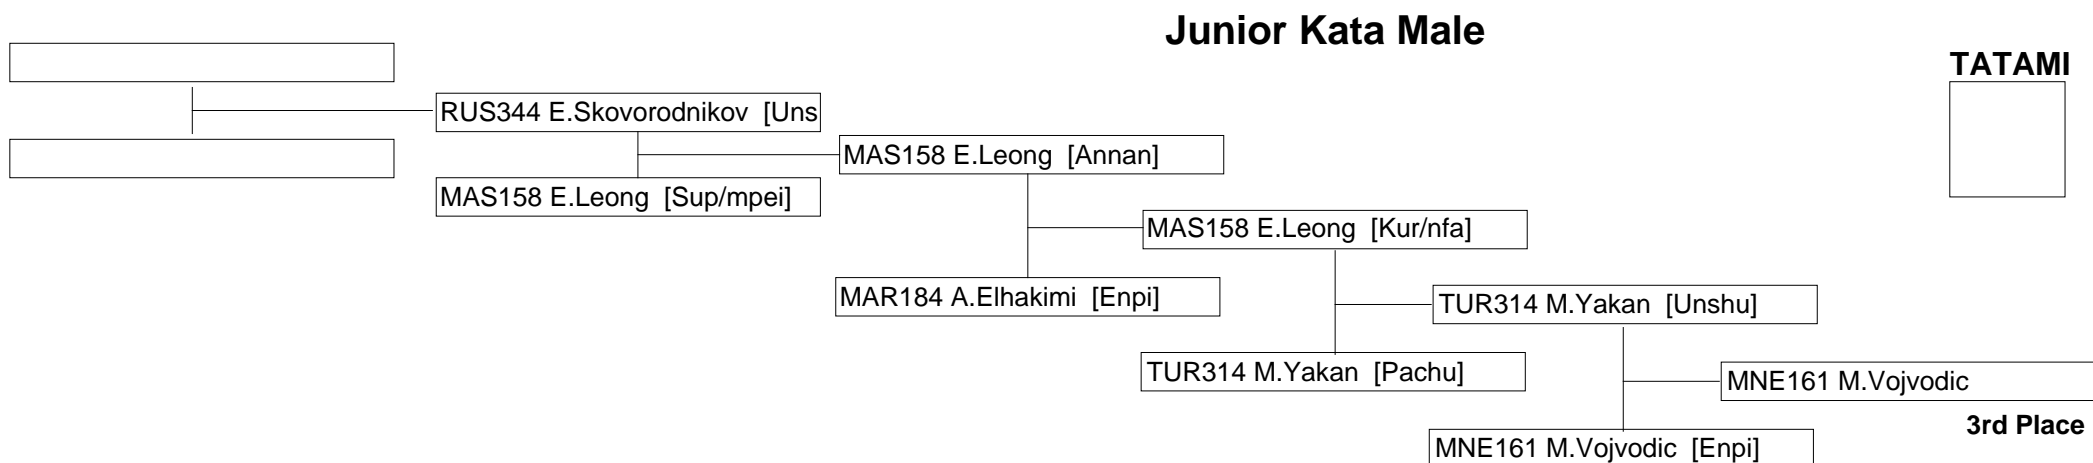 Junior Kata Male
TATAMI
RUS344 E.Skovorodnikov [Uns
MAS158 E.Leong [Annan]
MAS158 E.Leong [Sup/mpei]
MAS158 E.Leong [Kur/nfa]
MAR184 A.Elhakimi [Enpi]
TUR314 M.Yakan [Unshu]
TUR314 M.Yakan [Pachu]
MNE161 M.Vojvodic
3rd Place
MNE161 M.Vojvodic [Enpi]